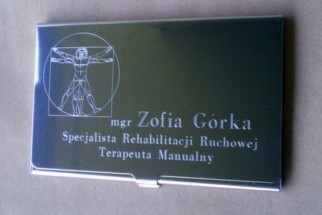 mgr Zofia Górka
Specjalista Rehabilitacji Ruchowej
Terapeuta Manualny